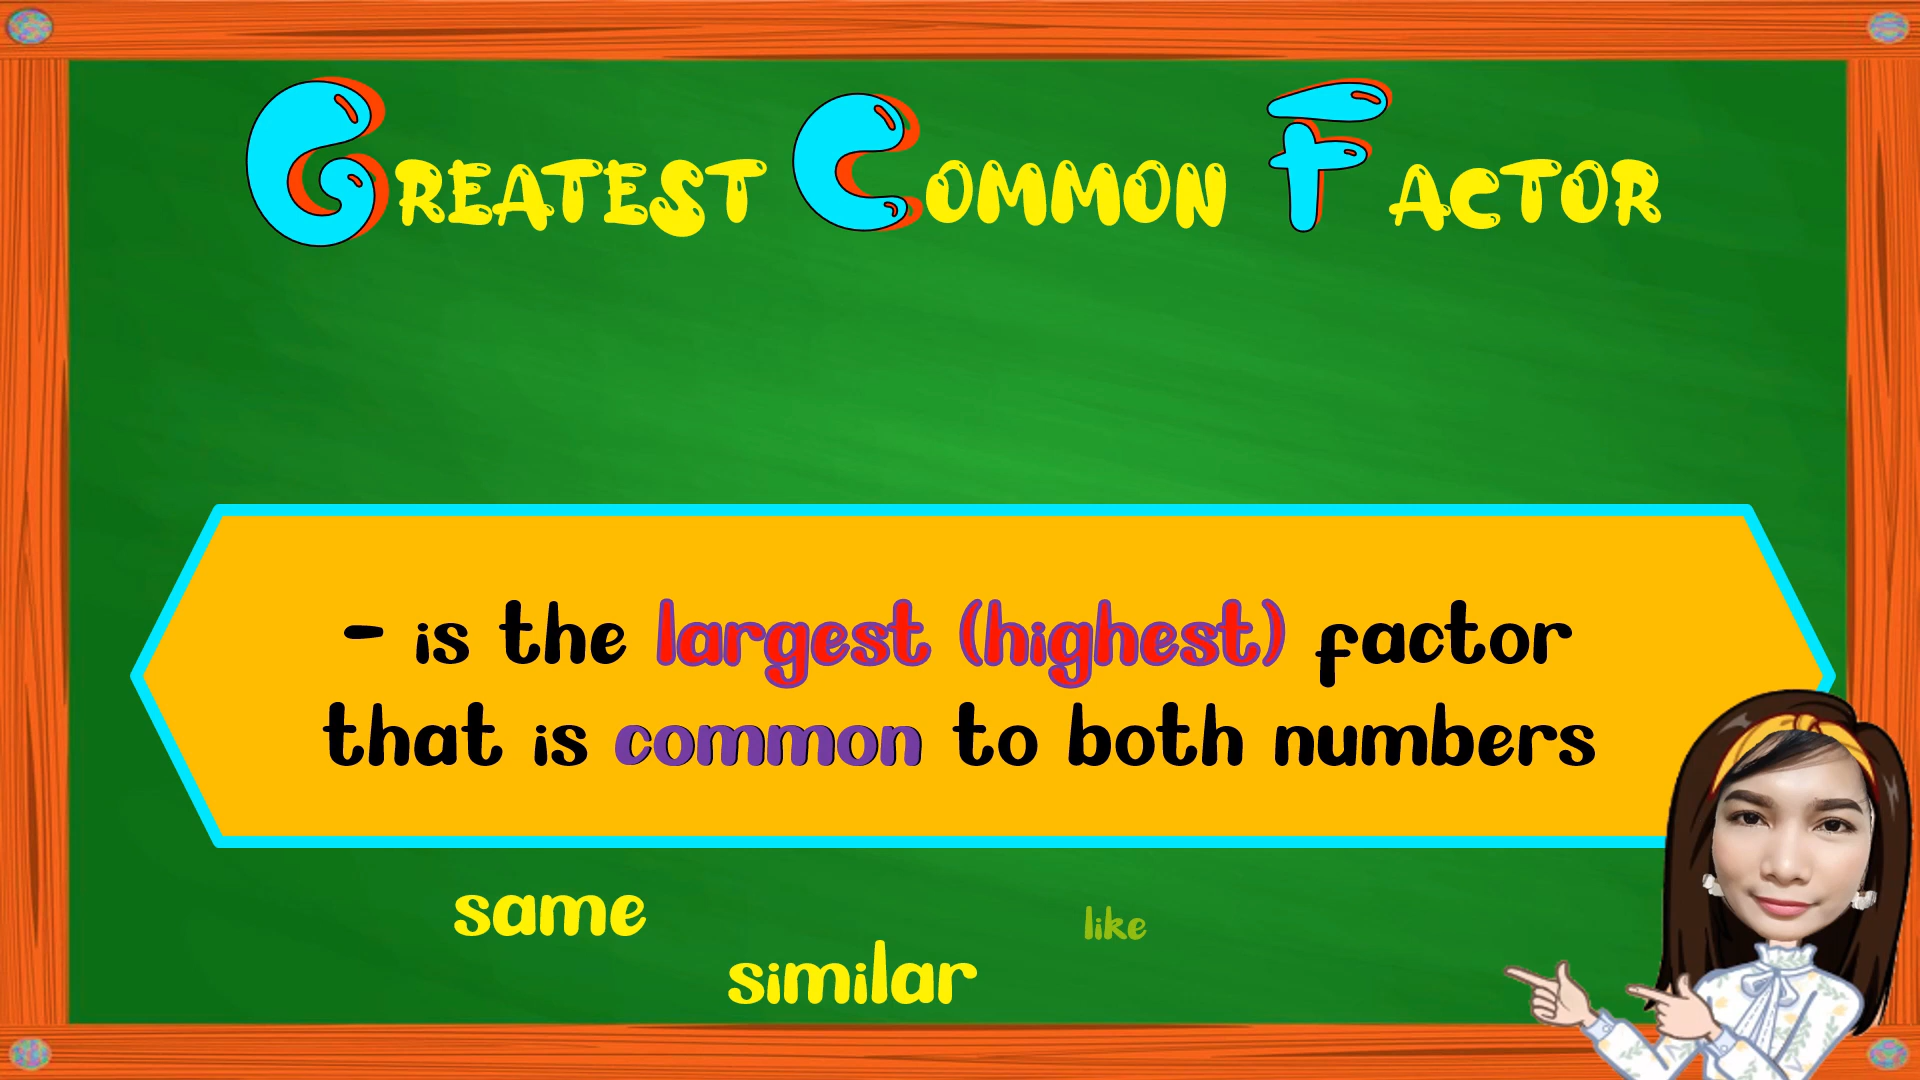 GREATEST COMMON FACTOR
- is the largest (highest) factor
that is common to both numbers
same
like
similar